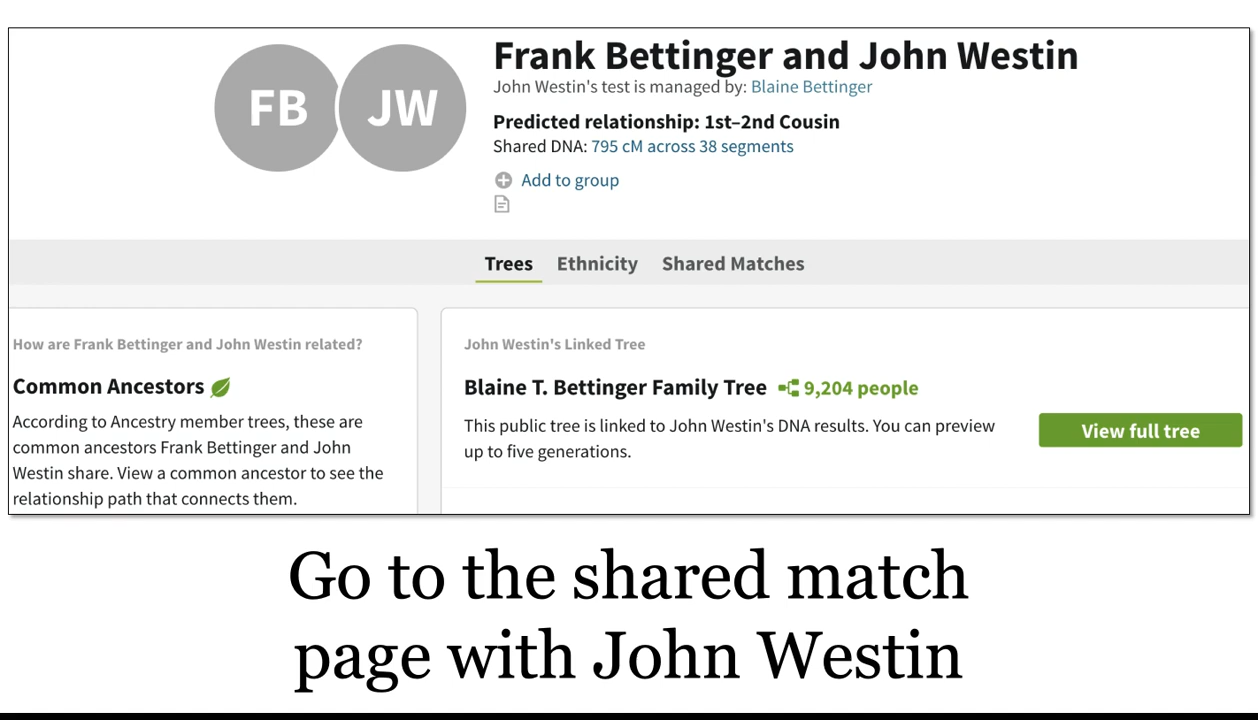 FB JW
Frank Bettinger and John Westin
John Westin's test is managed by: Blaine Bettinger
Predicted relationship: 1st–2nd Cousin
Shared DNA: 795 cM across 38 segments
Add to group
Trees Ethnicity Shared Matches
How are Frank Bettinger and John Westin related?
Common Ancestors
According to Ancestry member trees, these are
common ancestors Frank Bettinger and John
Westin share. View a common ancestor to see the
relationship path that connects them.
John Westin's Linked Tree
Blaine T. Bettinger Family Tree 9,204 people
This public tree is linked to John Westin's DNA results. You can preview
up to five generations.
View full tree
Go to the shared match
page with John Westin